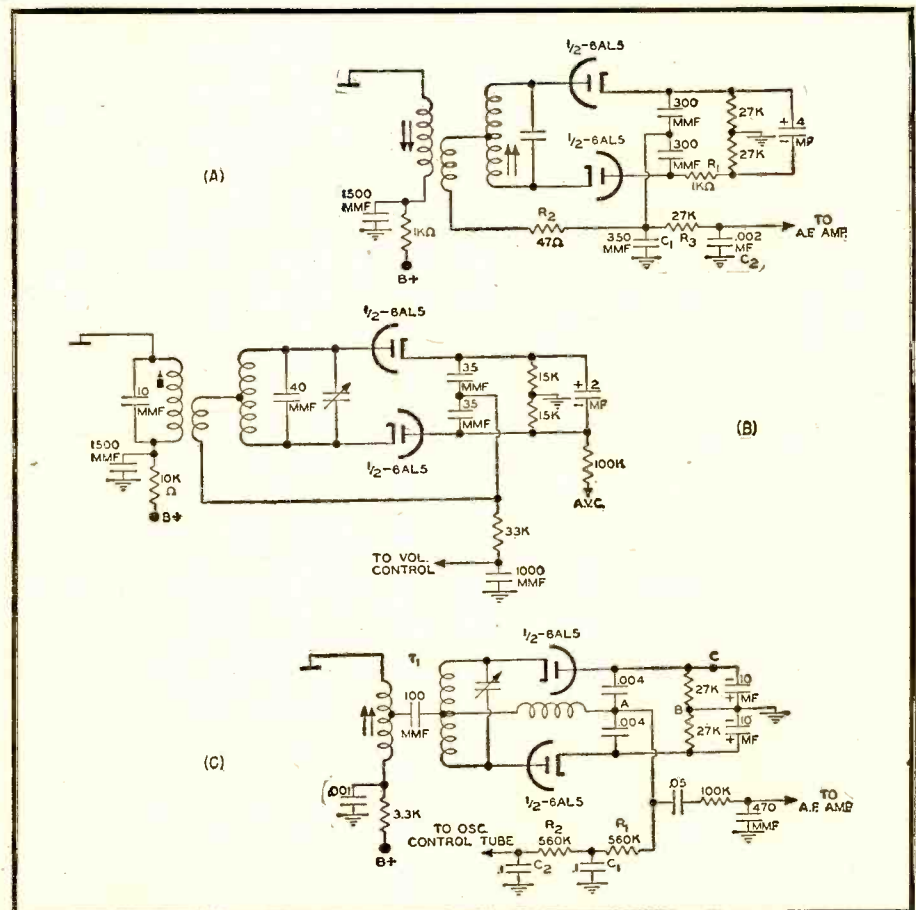 (A)
1/2-6AL5
1/2-6AL5
300
MMF
300
MMF
R1
1KΩ
27K
27K
+ 4
- MF
1500
MMF
1KΩ
B+
R2
47Ω
350
MMF
C1
27K
R3
.002
MF
C2
TO
A.F. AMP.
(B)
1/2-6AL5
1/2-6AL5
10
MMF
1500
MMF
10K
Ω
B+
40
MMF
35
MMF
35
MMF
15K
15K
+ 2
- MF
100K
A.V.C.
33K
TO VOL.
CONTROL
1000
MMF
(C)
T1
1/2-6AL5
1/2-6AL5
100
MMF
.001
3.3K
B+
.004
A
.004
C
27K
B
27K
- 10
+ MF
- 10
+ MF
.05
100K
470
MMF
TO
A.F. AMP.
TO OSC.
CONTROL TUBE
R2
560K
R1
560K
.1
C2
.1
C1